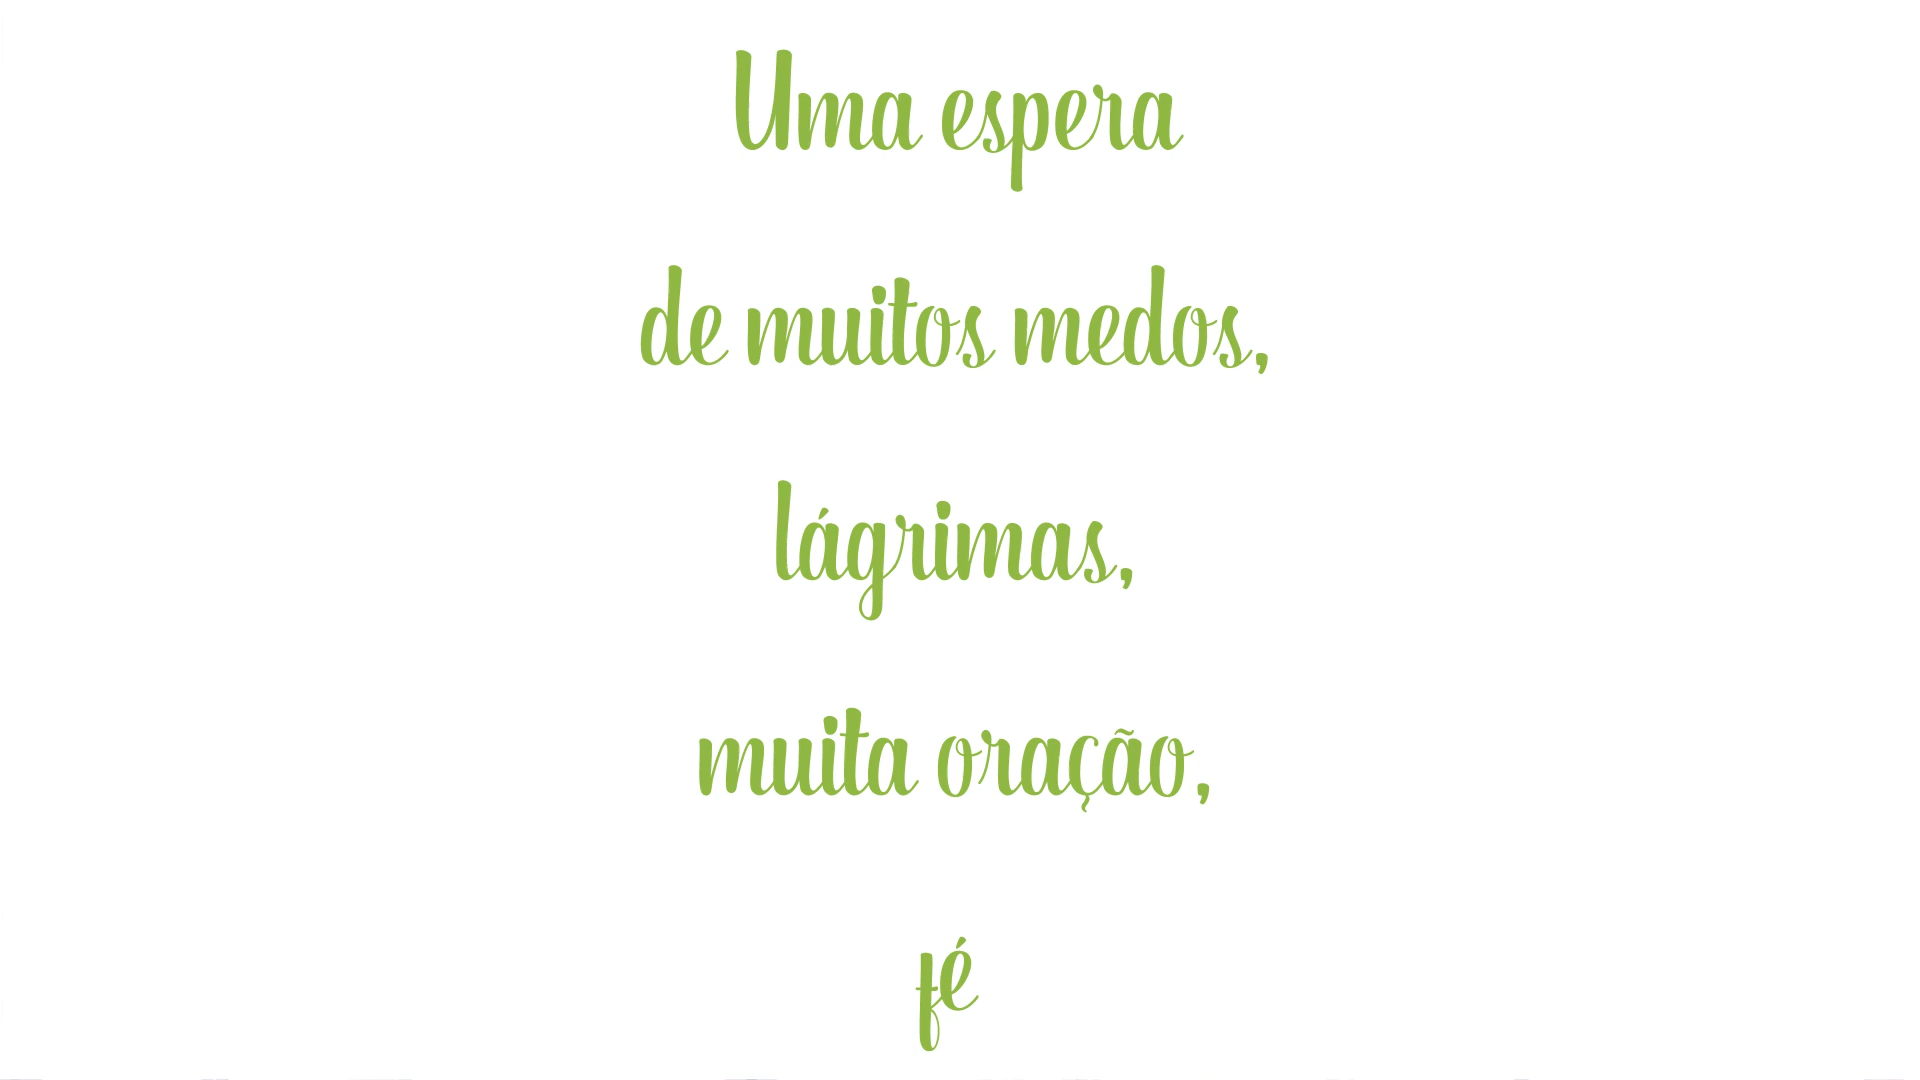 Uma espera
de muitos medos,
lágrimas,
muita oração,
fé